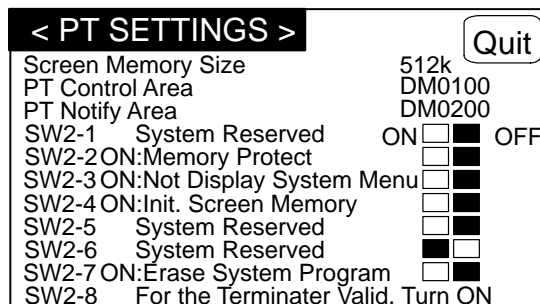 < PT SETTINGS >
Quit
Screen Memory Size 512k
PT Control Area DM0100
PT Notify Area DM0200
SW2-1 System Reserved ON OFF
SW2-2 ON:Memory Protect
SW2-3 ON:Not Display System Menu
SW2-4 ON:Init. Screen Memory
SW2-5 System Reserved
SW2-6 System Reserved
SW2-7 ON:Erase System Program
SW2-8 For the Terminater Valid. Turn ON